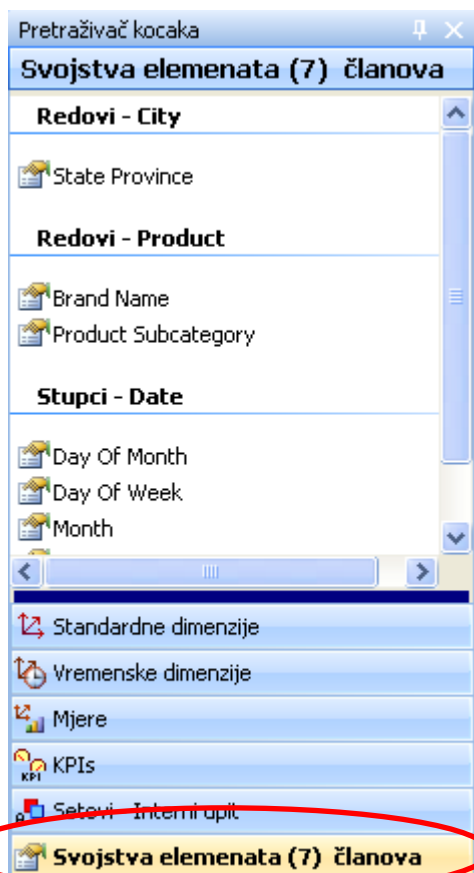 Pretraživač kocaka
Svojstva elemenata (7) članova
Redovi - City
State Province
Redovi - Product
Brand Name
Product Subcategory
Stupci - Date
Day Of Month
Day Of Week
Month
Standardne dimenzije
Vremenske dimenzije
Mjere
KPI KPIs
Setovi - Interni upit
Svojstva elemenata (7) članova